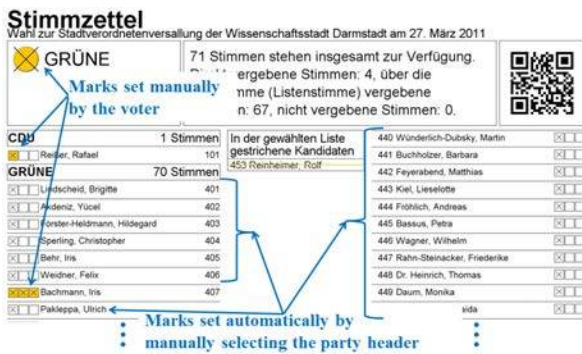 Stimmzettel
Wahl zur Stadtverordnetenversallung der Wissenschaftsstadt Darmstadt am 27. März 2011
GRÜNE
71 Stimmen stehen insgesamt zur Verfügung.
vergebene Stimmen: 4, über die
mme (Listenstimme) vergebene
n: 67, nicht vergebene Stimmen: 0.
Marks set manually
by the voter
CDU 1 Stimmen
Reißer, Rafael 101
GRÜNE 70 Stimmen
Lindscheid, Brigitte 401
Akdeniz, Yücel 402
Förster-Heldmann, Hildegard 403
Sperling, Christopher 404
Behr, Iris 405
Weidner, Felix 406
Bachmann, Iris 407
Pakleppa, Ulrich
In der gewählten Liste
gestrichene Kandidaten
453 Reinheimer, Rolf
440 Wünderlich-Dubsky, Martin
441 Buchholzer, Barbara
442 Feyerabend, Matthias
443 Kiel, Lieselotte
444 Fröhlich, Andreas
445 Bassus, Petra
446 Wagner, Wilhelm
447 Rahn-Steinacker, Friederike
448 Dr. Heinrich, Thomas
449 Daum, Monika
aida
Marks set automatically by
manually selecting the party header